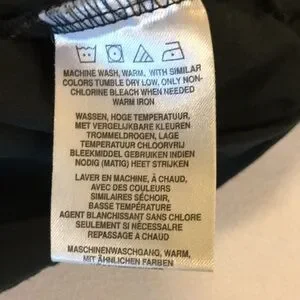 MACHINE WASH, WARM, WITH SIMILAR
COLORS TUMBLE DRY LOW, ONLY NON-
CHLORINE BLEACH WHEN NEEDED
WARM IRON
WASSEN, HOGE TEMPERATUUR,
MET VERGELIJKBARE KLEUREN
TROMMELDROGEN, LAGE
TEMPERATUUR CHLOORVRIJ
BLEEKMIDDEL GEBRUIKEN INDIEN
NODIG (MATIG) HEET STRIJKEN
LAVER EN MACHINE, À CHAUD,
AVEC DES COULEURS
SIMILAIRES SÉCHOIR,
BASSE TEMPÉRATURE
AGENT BLANCHISSANT SANS CHLORE
SEULEMENT SI NÉCESSAIRE
REPASSAGE A CHAUD
MASCHINENWASCHGANG, WARM,
MIT ÄHNLICHEN FARBEN